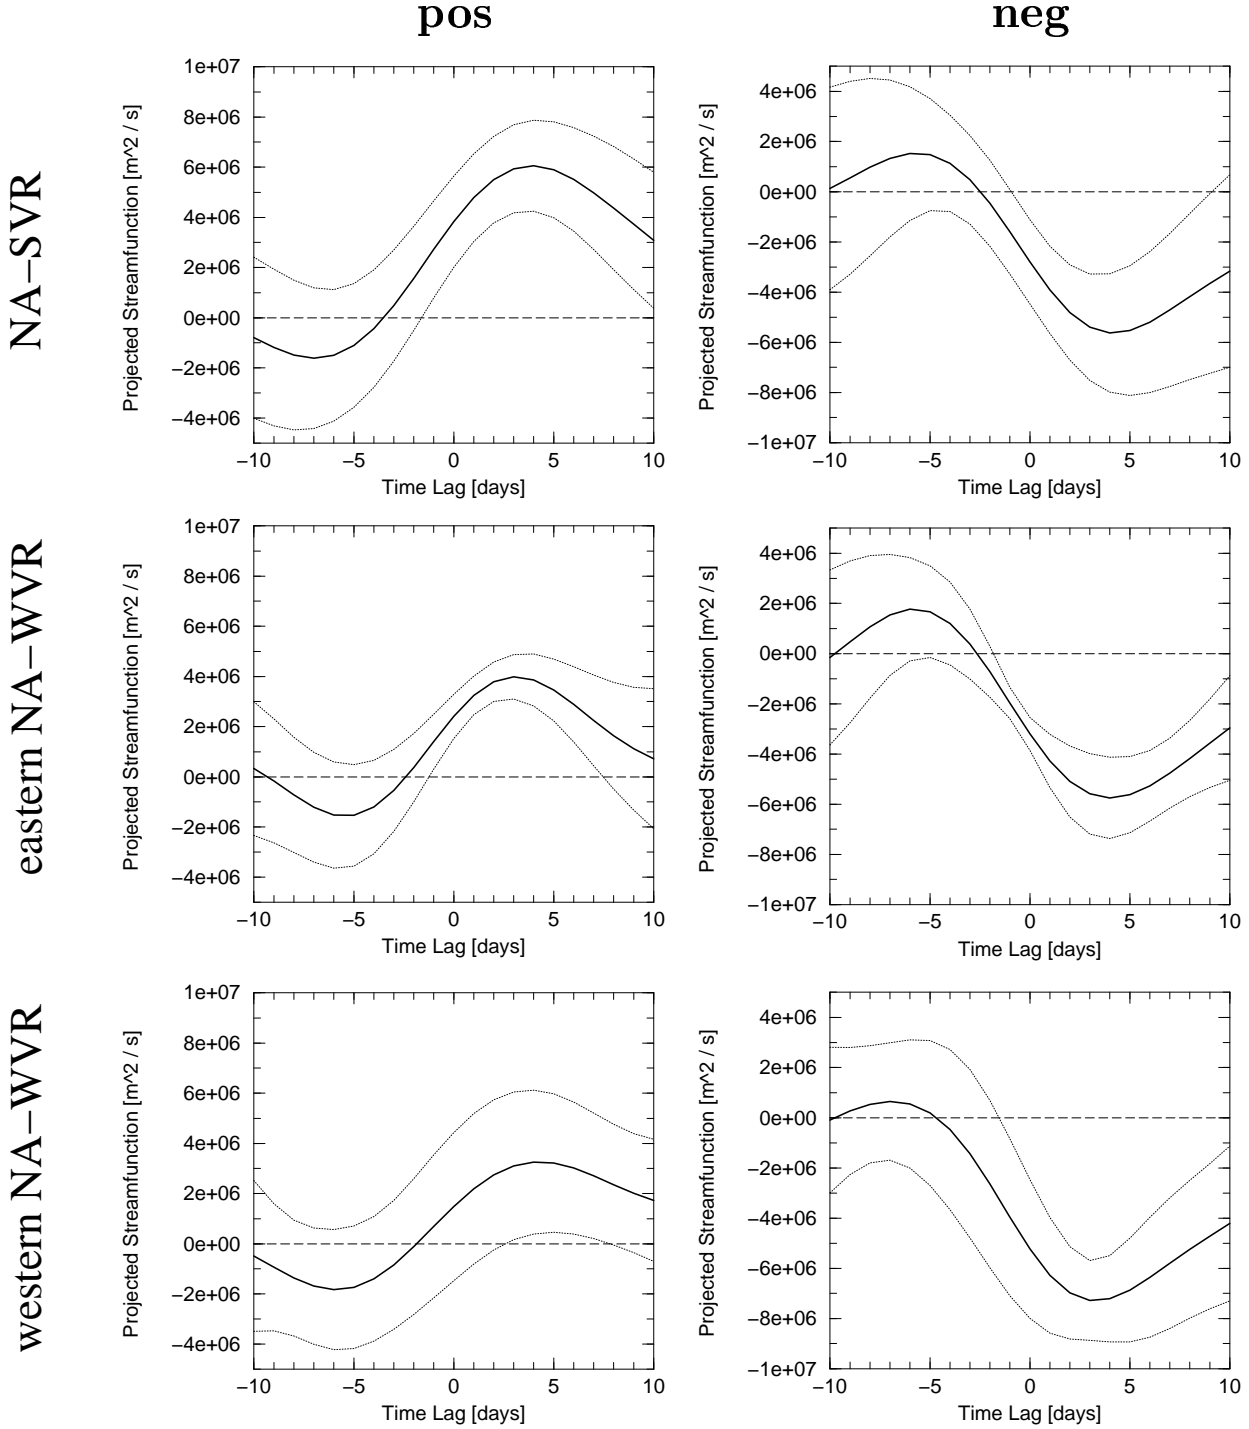 pos neg
NA−SVR
1e+07
8e+06
6e+06
4e+06
2e+06
0e+00
−2e+06
−4e+06
Projected Streamfunction [m^2 / s]
−10 −5 0 5 10
Time Lag [days]
4e+06
2e+06
0e+00
−2e+06
−4e+06
−6e+06
−8e+06
−1e+07
Projected Streamfunction [m^2 / s]
−10 −5 0 5 10
Time Lag [days]
eastern NA−WVR
1e+07
8e+06
6e+06
4e+06
2e+06
0e+00
−2e+06
−4e+06
Projected Streamfunction [m^2 / s]
−10 −5 0 5 10
Time Lag [days]
4e+06
2e+06
0e+00
−2e+06
−4e+06
−6e+06
−8e+06
−1e+07
Projected Streamfunction [m^2 / s]
−10 −5 0 5 10
Time Lag [days]
western NA−WVR
1e+07
8e+06
6e+06
4e+06
2e+06
0e+00
−2e+06
−4e+06
Projected Streamfunction [m^2 / s]
−10 −5 0 5 10
Time Lag [days]
4e+06
2e+06
0e+00
−2e+06
−4e+06
−6e+06
−8e+06
−1e+07
Projected Streamfunction [m^2 / s]
−10 −5 0 5 10
Time Lag [days]